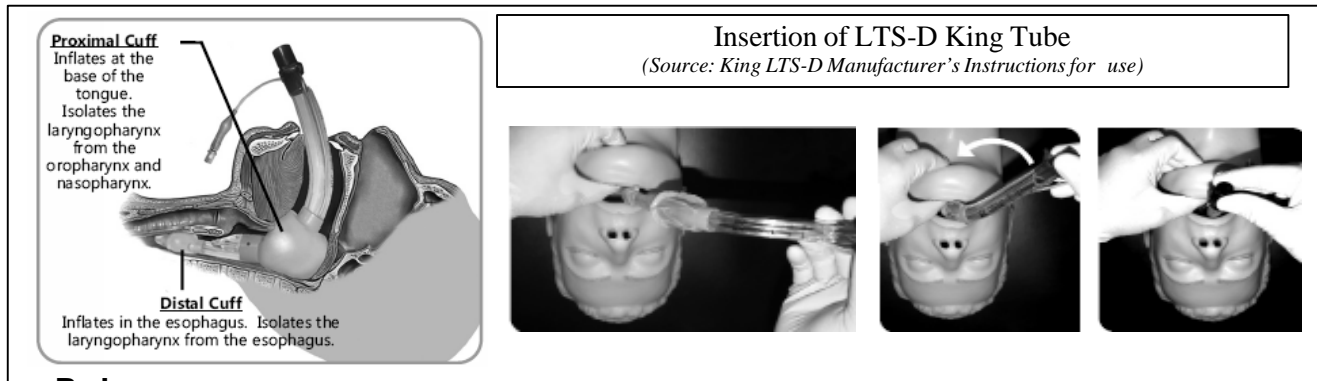 Proximal Cuff
Inflates at the
base of the
tongue.
Isolates the
laryngopharynx
from the
oropharynx and
nasopharynx.
Distal Cuff
Inflates in the esophagus. Isolates the
laryngopharynx from the esophagus.
Insertion of LTS-D King Tube
(Source: King LTS-D Manufacturer's Instructions for use)